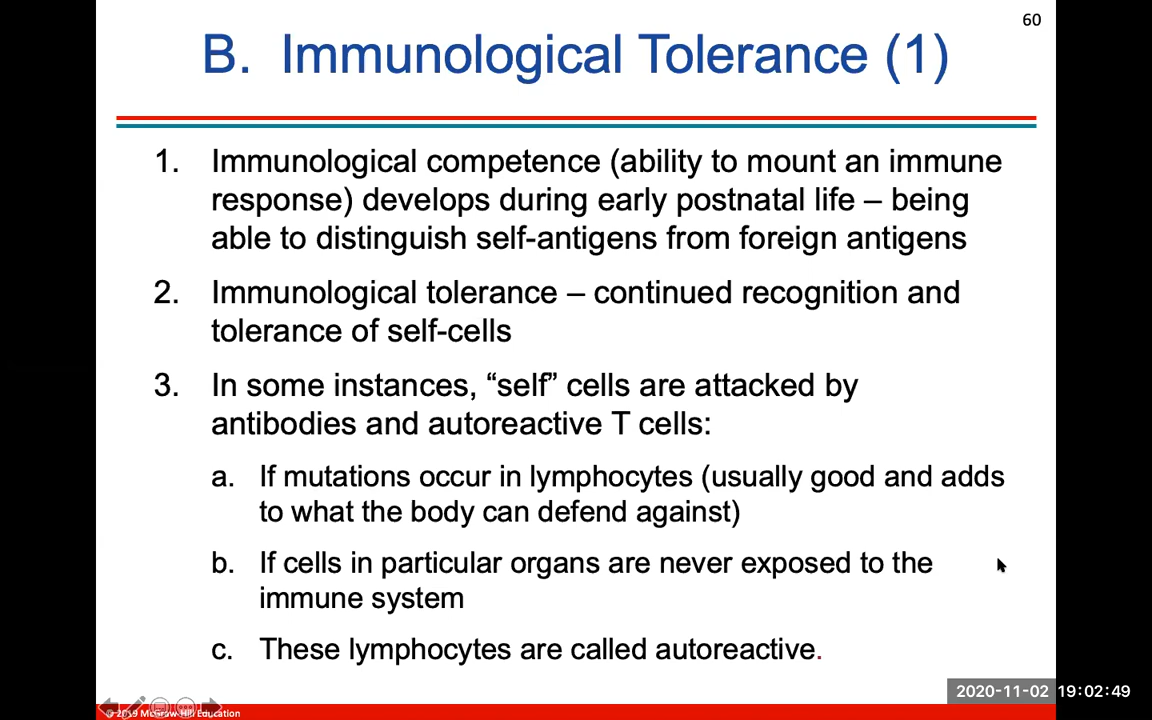 60
B. Immunological Tolerance (1)
1. Immunological competence (ability to mount an immune
response) develops during early postnatal life – being
able to distinguish self-antigens from foreign antigens
2. Immunological tolerance – continued recognition and
tolerance of self-cells
3. In some instances, “self” cells are attacked by
antibodies and autoreactive T cells:
a. If mutations occur in lymphocytes (usually good and adds
to what the body can defend against)
b. If cells in particular organs are never exposed to the
immune system
c. These lymphocytes are called autoreactive.
2020-11-02 19:02:49
© 2019 McGraw-Hill Education